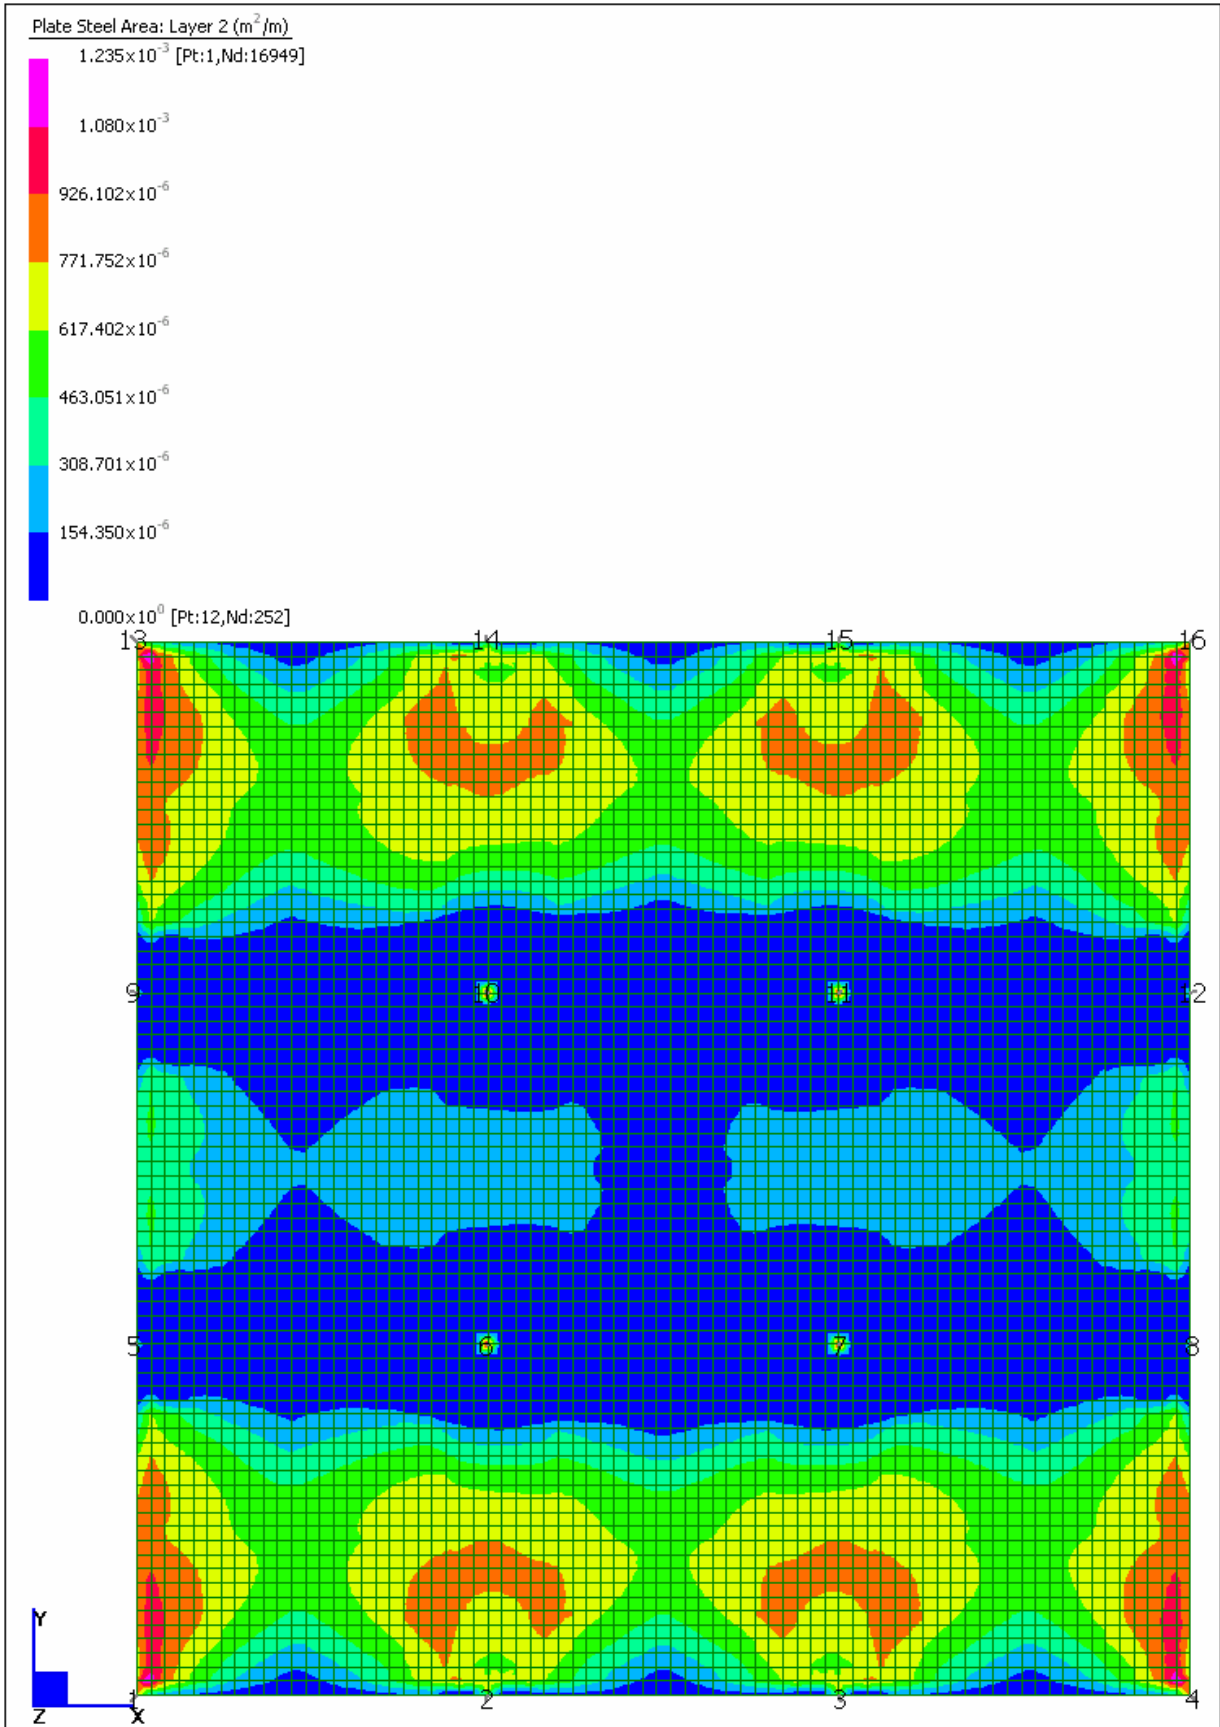 Plate Steel Area: Layer 2 (m²/m)
1.235x10⁻³ [Pt:1,Nd:16949]
1.080x10⁻³
926.102x10⁻⁶
771.752x10⁻⁶
617.402x10⁻⁶
463.051x10⁻⁶
308.701x10⁻⁶
154.350x10⁻⁶
0.000x10⁰ [Pt:12,Nd:252]
13 14 15 16
9 10 11 12
5 6 7 8
Y
1 2 3 4
Z X